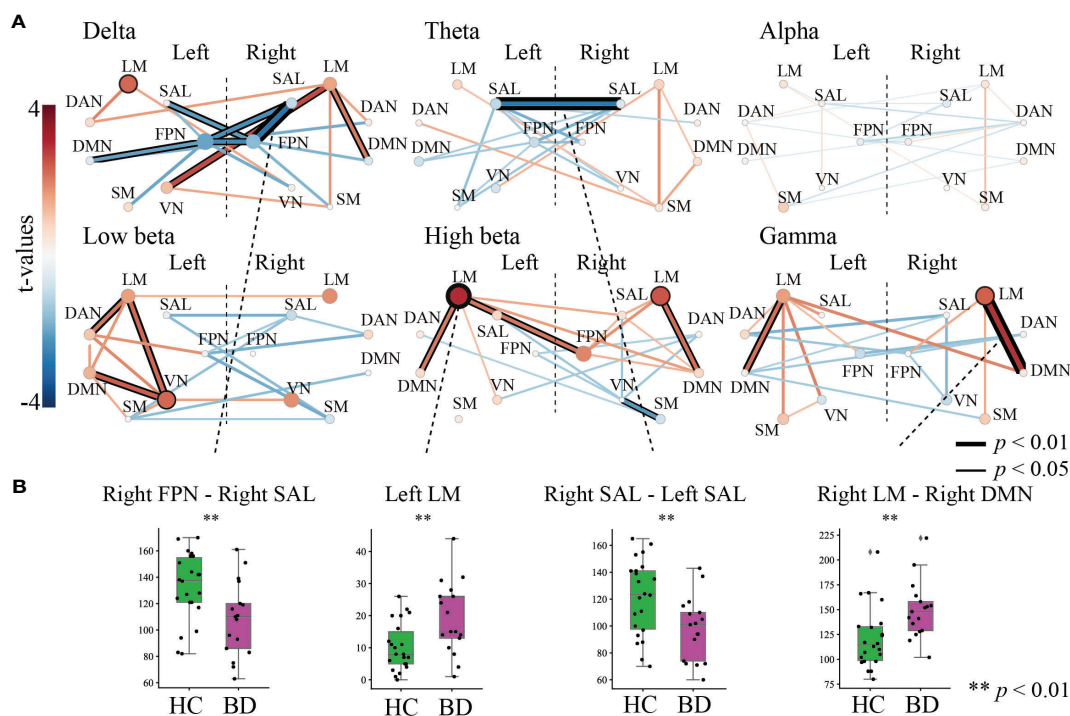 A
Delta
Left Right
LM
SAL
SAL
LM
DAN
DAN
FPN
FPN
DMN
DMN
SM
VN
VN
SM
Theta
Left Right
LM
LM
SAL
SAL
DAN
DAN
FPN
FPN
DMN
DMN
VN
VN
SM
SM
Alpha
Left Right
LM
LM
SAL
SAL
DAN
DAN
FPN
FPN
DMN
DMN
VN
VN
SM
SM
4
t-values
-4
Low beta
Left Right
LM
LM
SAL
SAL
DAN
DAN
FPN
FPN
DMN
DMN
VN
VN
SM
SM
High beta
Left Right
LM
LM
SAL
SAL
DAN
DAN
FPN
FPN
DMN
DMN
VN
VN
SM
SM
Gamma
Left Right
LM
LM
SAL
SAL
DAN
DAN
FPN
FPN
DMN
DMN
VN
VN
SM
SM
p < 0.01
p < 0.05
B
Right FPN - Right SAL
**
160
140
120
100
80
60
HC BD
Left LM
**
40
30
20
10
0
HC BD
Right SAL - Left SAL
**
160
140
120
100
80
60
HC BD
Right LM - Right DMN
**
225
200
175
150
125
100
75
HC BD
** p < 0.01